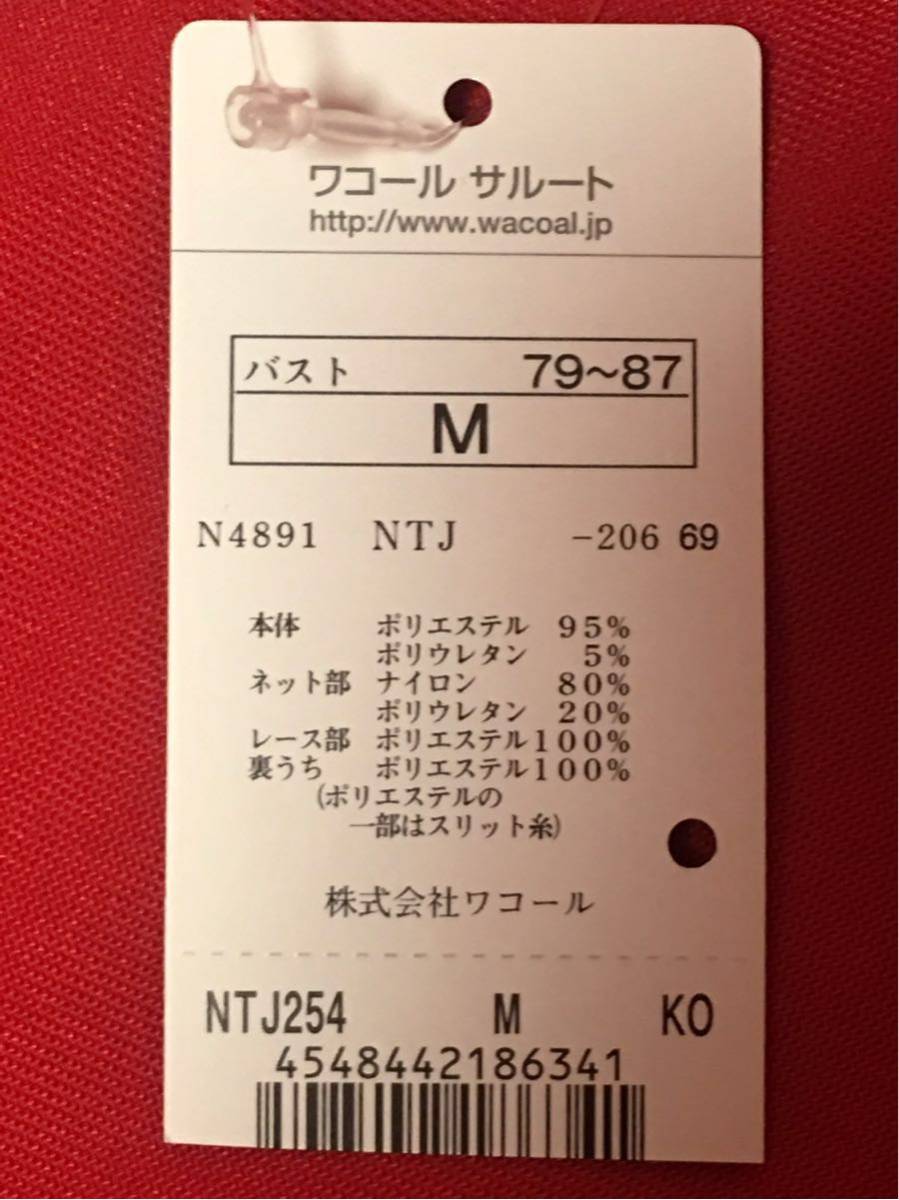 ワコール サルート
http://www.wacoal.jp
バスト 79~87
M
N4891 NTJ -206 69
本体 ポリエステル 95%
ポリウレタン 5%
ネット部 ナイロン 80%
ポリウレタン 20%
レース部 ポリエステル100%
裏うち ポリエステル100%
(ポリエステルの
一部はスリット糸)
株式会社ワコール
NTJ254 M KO
4548442186341